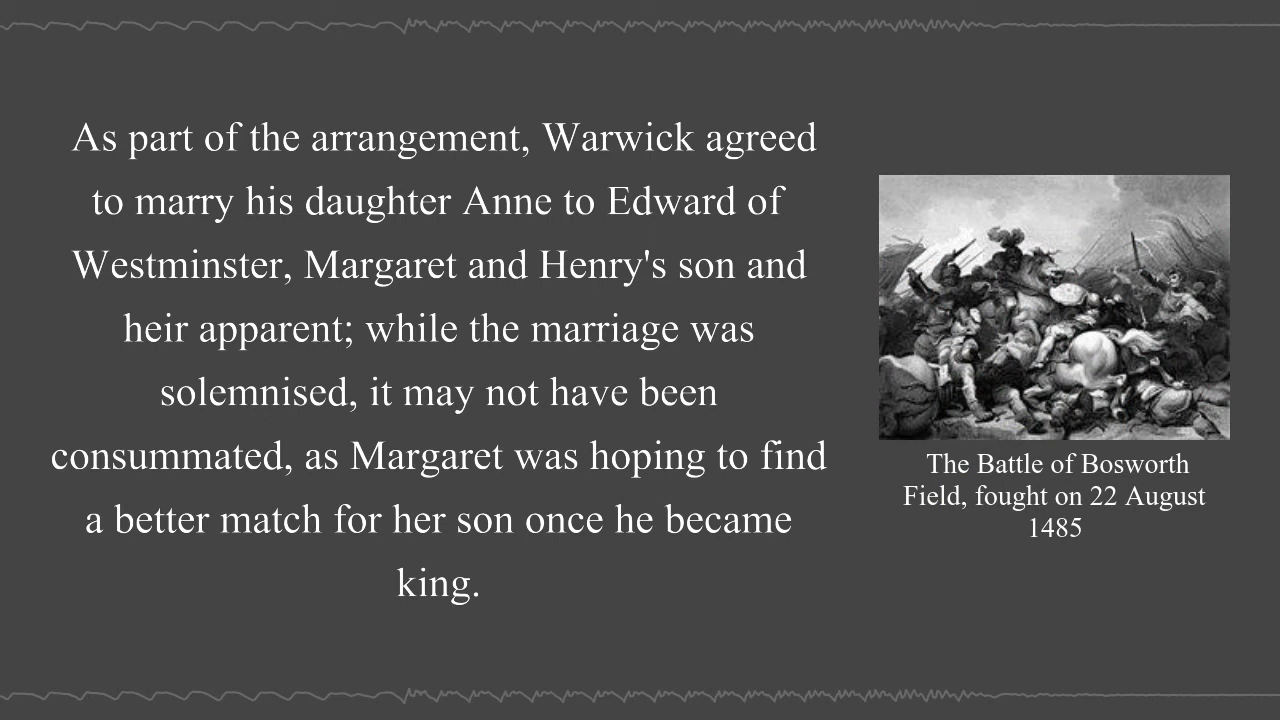 As part of the arrangement, Warwick agreed
to marry his daughter Anne to Edward of
Westminster, Margaret and Henry's son and
heir apparent; while the marriage was
solemnised, it may not have been
consummated, as Margaret was hoping to find
a better match for her son once he became
king.
The Battle of Bosworth
Field, fought on 22 August
1485